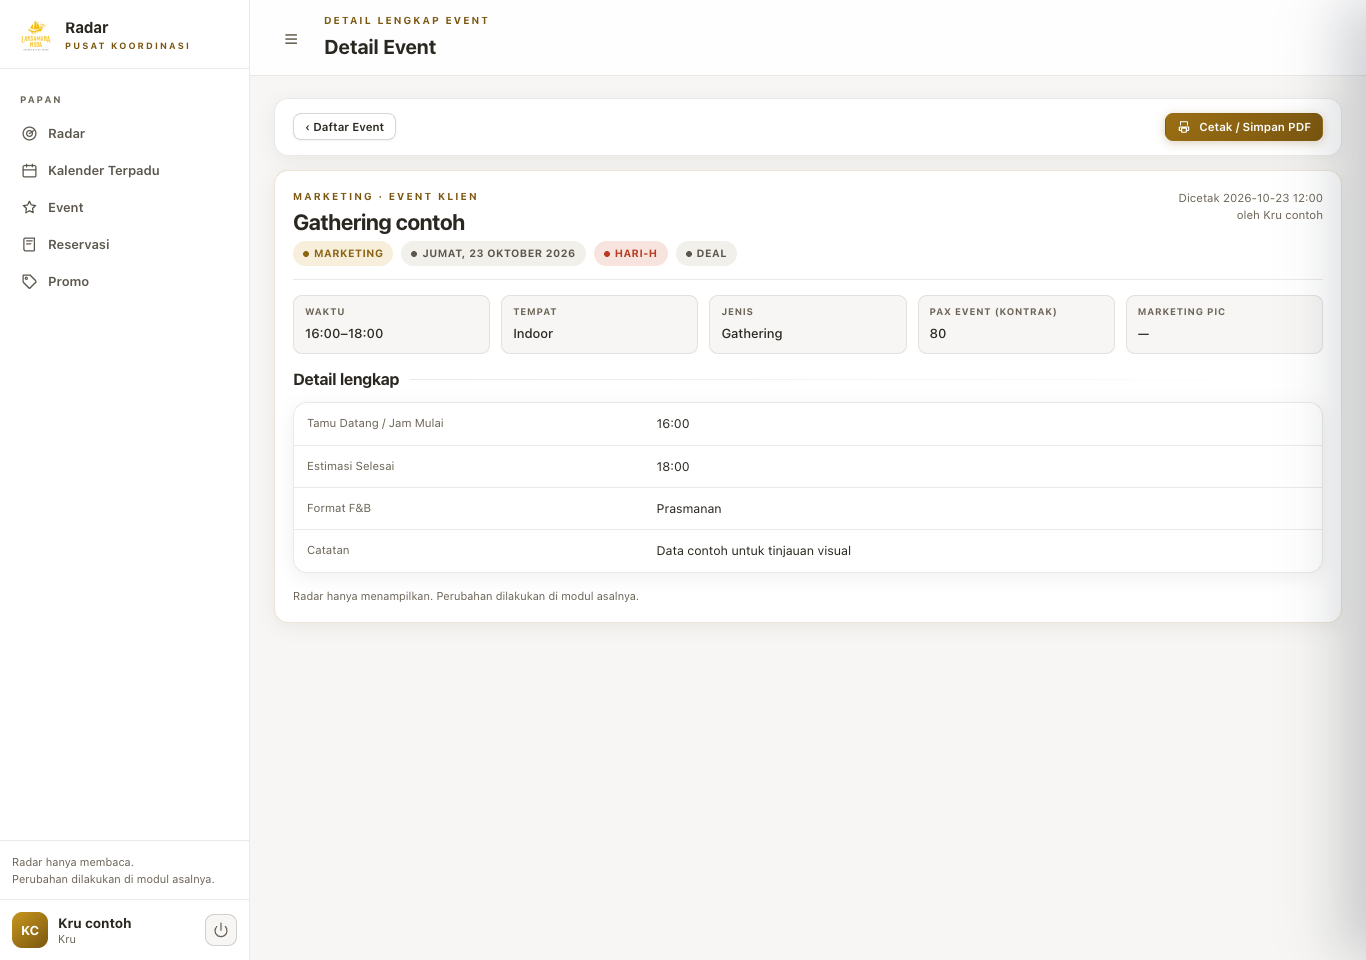 Radar
PUSAT KOORDINASI
PAPAN
Radar
Kalender Terpadu
Event
Reservasi
Promo
Radar hanya membaca.
Perubahan dilakukan di modul asalnya.
KC
Kru contoh
Kru
DETAIL LENGKAP EVENT
Detail Event
‹ Daftar Event
Cetak / Simpan PDF
MARKETING · EVENT KLIEN
Gathering contoh
Dicetak 2026-10-23 12:00
oleh Kru contoh
MARKETING
JUMAT, 23 OKTOBER 2026
HARI-H
DEAL
WAKTU
16:00–18:00
TEMPAT
Indoor
JENIS
Gathering
PAX EVENT (KONTRAK)
80
MARKETING PIC
—
Detail lengkap
Tamu Datang / Jam Mulai 16:00
Estimasi Selesai 18:00
Format F&B Prasmanan
Catatan Data contoh untuk tinjauan visual
Radar hanya menampilkan. Perubahan dilakukan di modul asalnya.